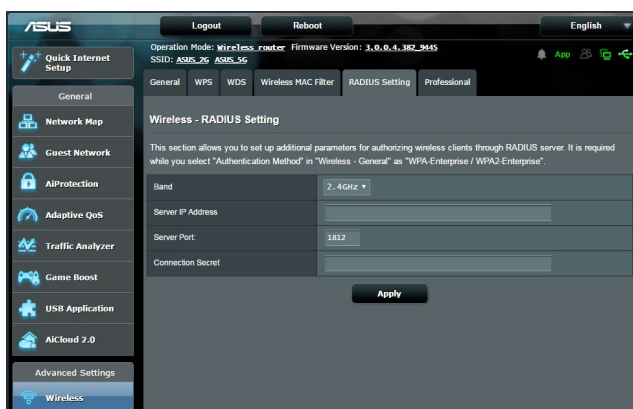 ASUS
Logout
Reboot
English
Quick Internet
Setup
General
Network Map
Guest Network
AiProtection
Adaptive QoS
Traffic Analyzer
Game Boost
USB Application
AiCloud 2.0
Advanced Settings
Wireless
Operation Mode: Wireless router Firmware Version: 3.0.0.4.382_9445
SSID: ASUS_2G ASUS_5G
App
General WPS WDS Wireless MAC Filter RADIUS Setting Professional
Wireless - RADIUS Setting
This section allows you to set up additional parameters for authorizing wireless clients through RADIUS server. It is required
while you select "Authentication Method" in "Wireless - General" as "WPA-Enterprise / WPA2-Enterprise".
Band 2.4GHz
Server IP Address
Server Port: 1812
Connection Secret
Apply